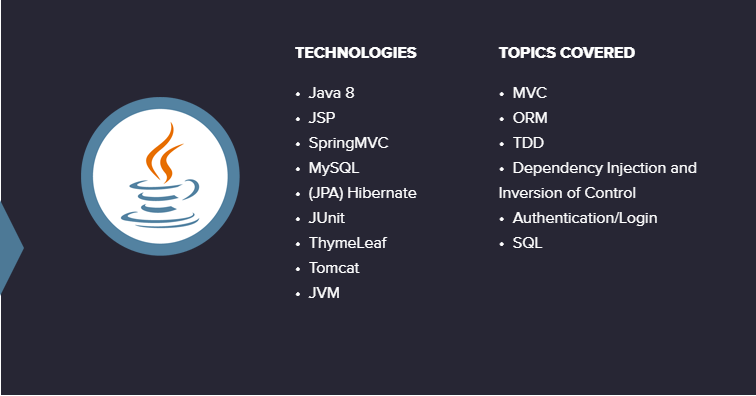 TECHNOLOGIES
• Java 8
• JSP
• SpringMVC
• MySQL
• (JPA) Hibernate
• JUnit
• ThymeLeaf
• Tomcat
• JVM
TOPICS COVERED
• MVC
• ORM
• TDD
• Dependency Injection and
Inversion of Control
• Authentication/Login
• SQL